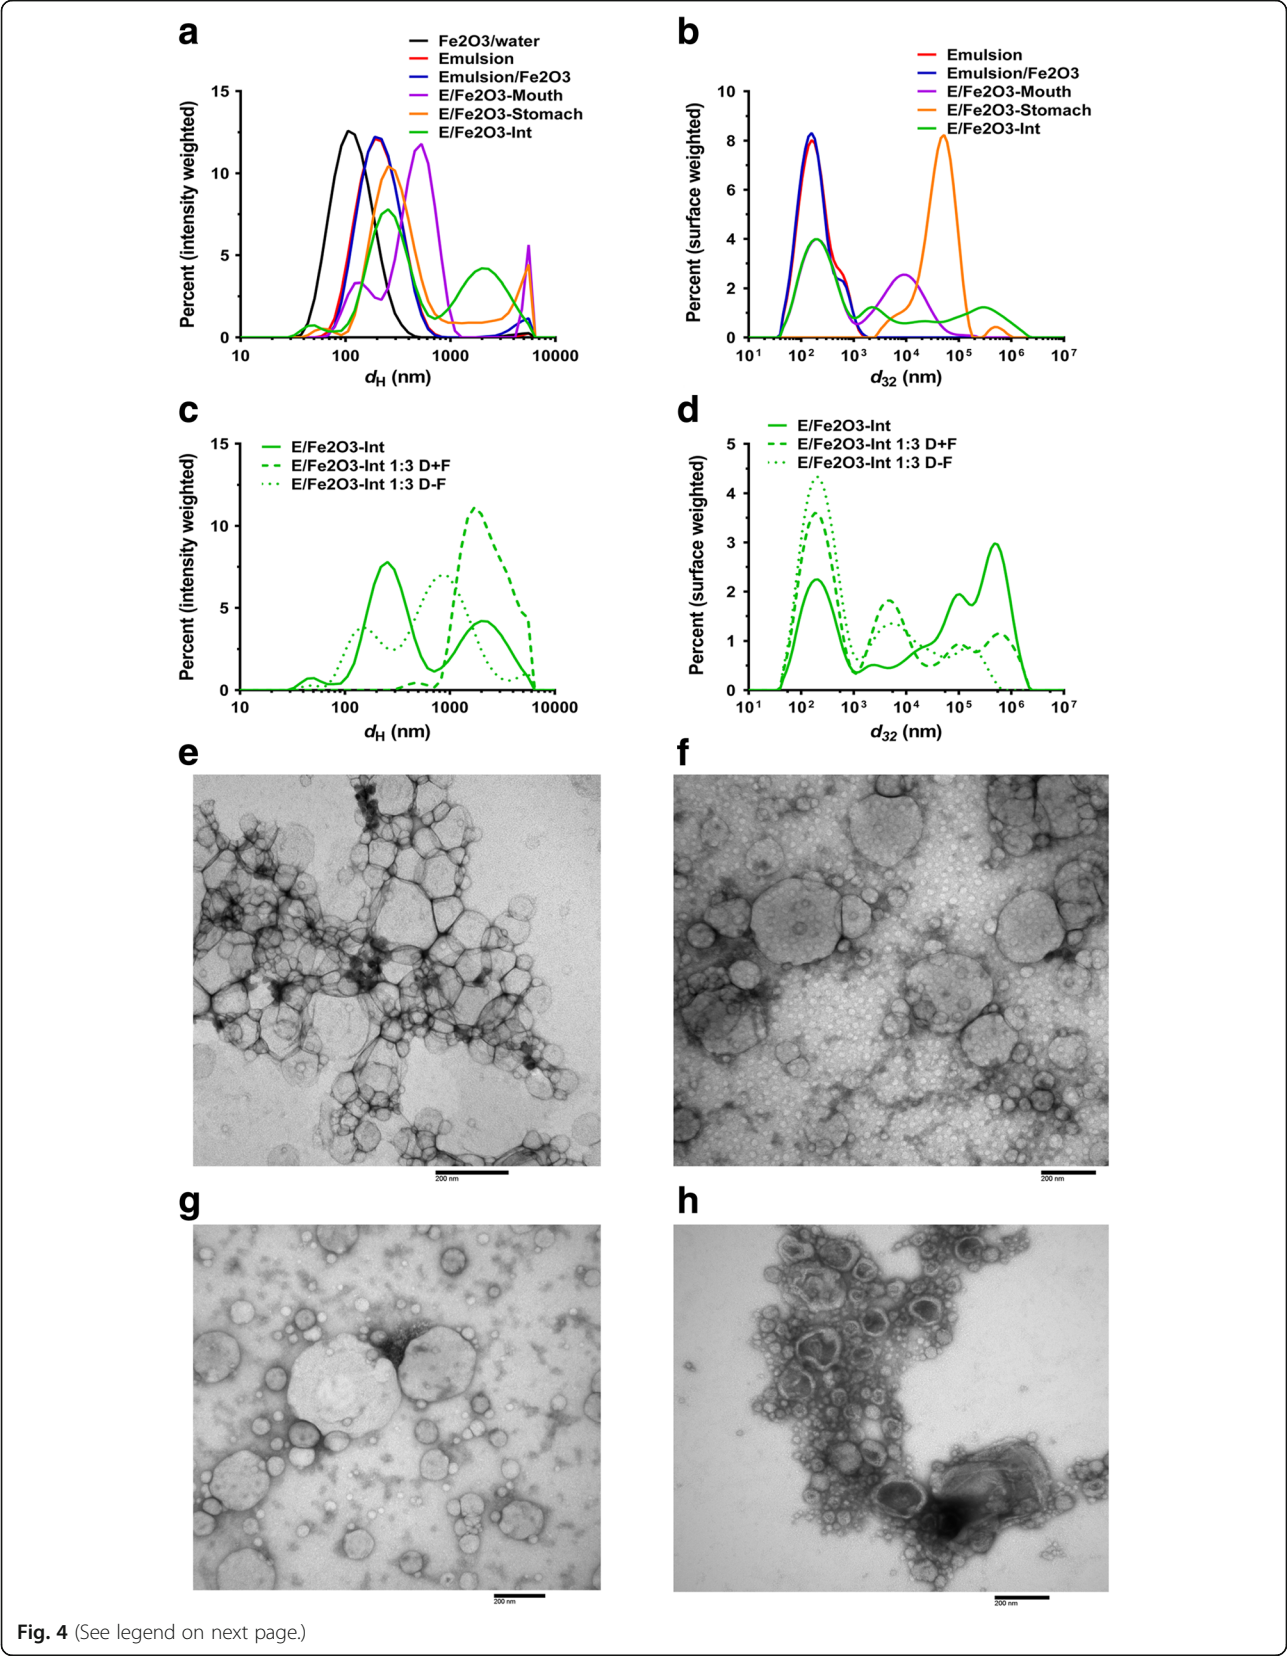 a
Fe2O3/water
Emulsion
Emulsion/Fe2O3
E/Fe2O3-Mouth
E/Fe2O3-Stomach
E/Fe2O3-Int
Percent (intensity weighted)
15
10
5
0
10 100 1000 10000
dH (nm)
b
Emulsion
Emulsion/Fe2O3
E/Fe2O3-Mouth
E/Fe2O3-Stomach
E/Fe2O3-Int
Percent (surface weighted)
10
8
6
4
2
0
10¹ 10² 10³ 10⁴ 10⁵ 10⁶ 10⁷
d32 (nm)
c
E/Fe2O3-Int
E/Fe2O3-Int 1:3 D+F
E/Fe2O3-Int 1:3 D-F
Percent (intensity weighted)
15
10
5
0
10 100 1000 10000
dH (nm)
d
E/Fe2O3-Int
E/Fe2O3-Int 1:3 D+F
E/Fe2O3-Int 1:3 D-F
Percent (surface weighted)
5
4
3
2
1
0
10¹ 10² 10³ 10⁴ 10⁵ 10⁶ 10⁷
d32 (nm)
e
200 nm
f
200 nm
g
200 nm
h
200 nm
Fig. 4 (See legend on next page.)